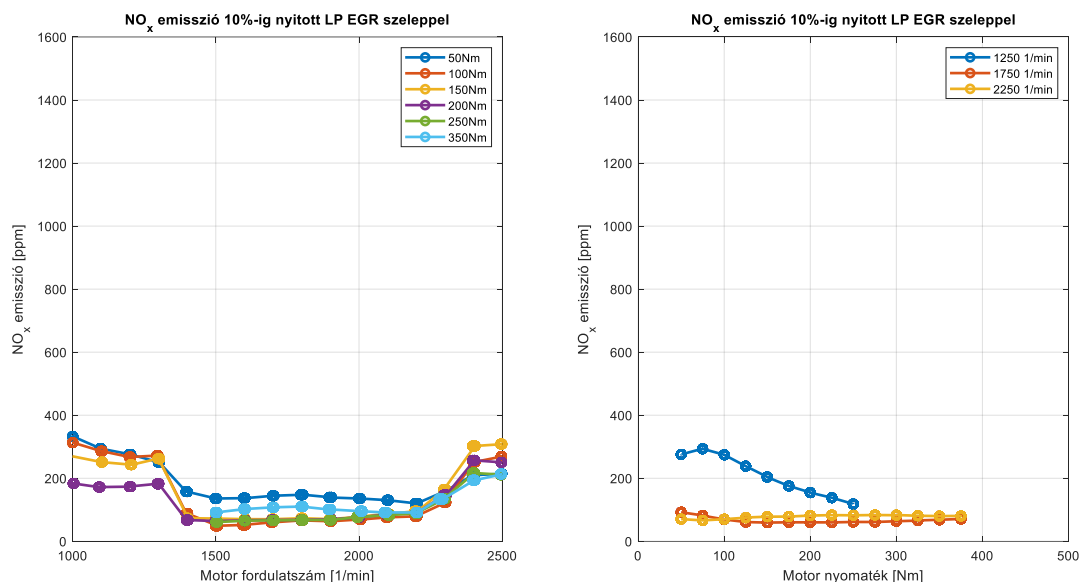 NOx emisszió 10%-ig nyitott LP EGR szeleppel
1600
1400
1200
1000
800
600
400
200
0
NOx emisszió [ppm]
1000
1500
2000
2500
Motor fordulatszám [1/min]
50Nm
100Nm
150Nm
200Nm
250Nm
350Nm
NOx emisszió 10%-ig nyitott LP EGR szeleppel
1600
1400
1200
1000
800
600
400
200
0
NOx emisszió [ppm]
0
100
200
300
400
500
Motor nyomaték [Nm]
1250 1/min
1750 1/min
2250 1/min